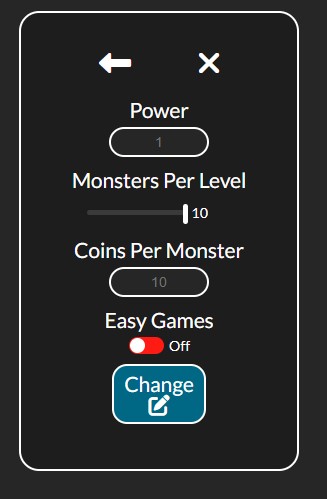 Power
1
Monsters Per Level
10
Coins Per Monster
10
Easy Games
Off
Change